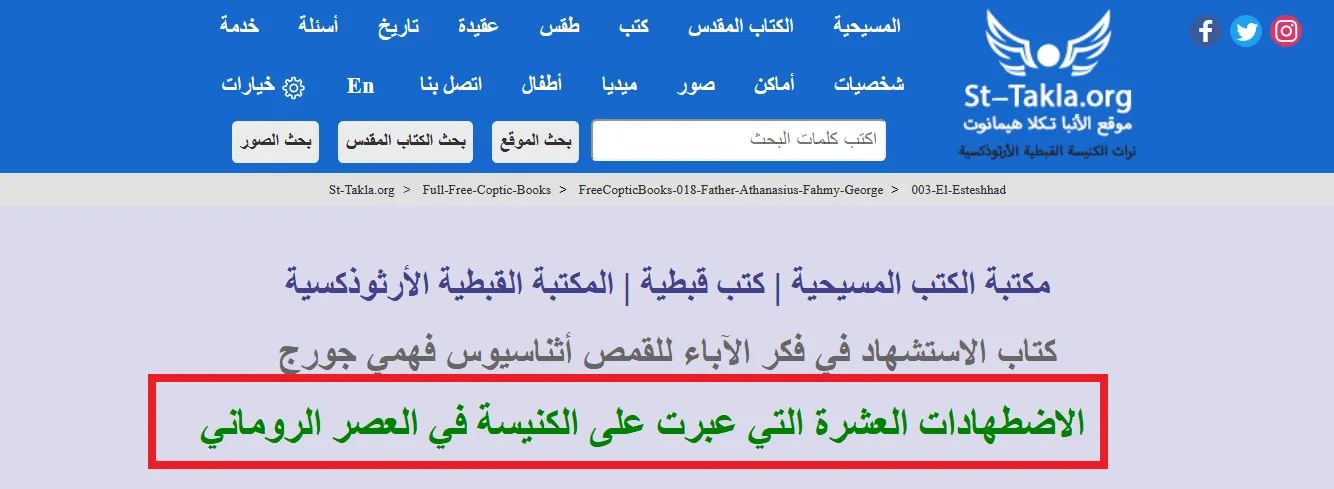 المسيحية الكتاب المقدس كتب طقس عقيدة تاريخ أسئلة خدمة
شخصيات أماكن صور ميديا أطفال اتصل بنا En خيارات
اكتب كلمات البحث بحث الموقع بحث الكتاب المقدس بحث الصور
St-Takla.org
موقع الأنبا تكلا هيمانوت
تراث الكنيسة القبطية الأرثوذكسية
St-Takla.org > Full-Free-Coptic-Books > FreeCopticBooks-018-Father-Athanasius-Fahmy-George > 003-El-Esteshhad
مكتبة الكتب المسيحية | كتب قبطية | المكتبة القبطية الأرثوذكسية
كتاب الاستشهاد في فكر الآباء للقمص أثناسيوس فهمي جورج
الاضطهادات العشرة التي عبرت على الكنيسة في العصر الروماني